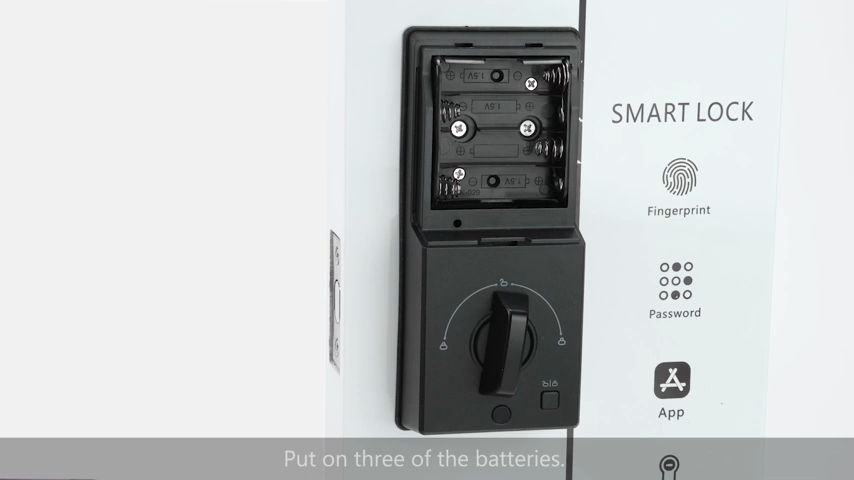 1.5V
1.5V
1.5V
SMART LOCK
Fingerprint
Password
App
Put on three of the batteries.